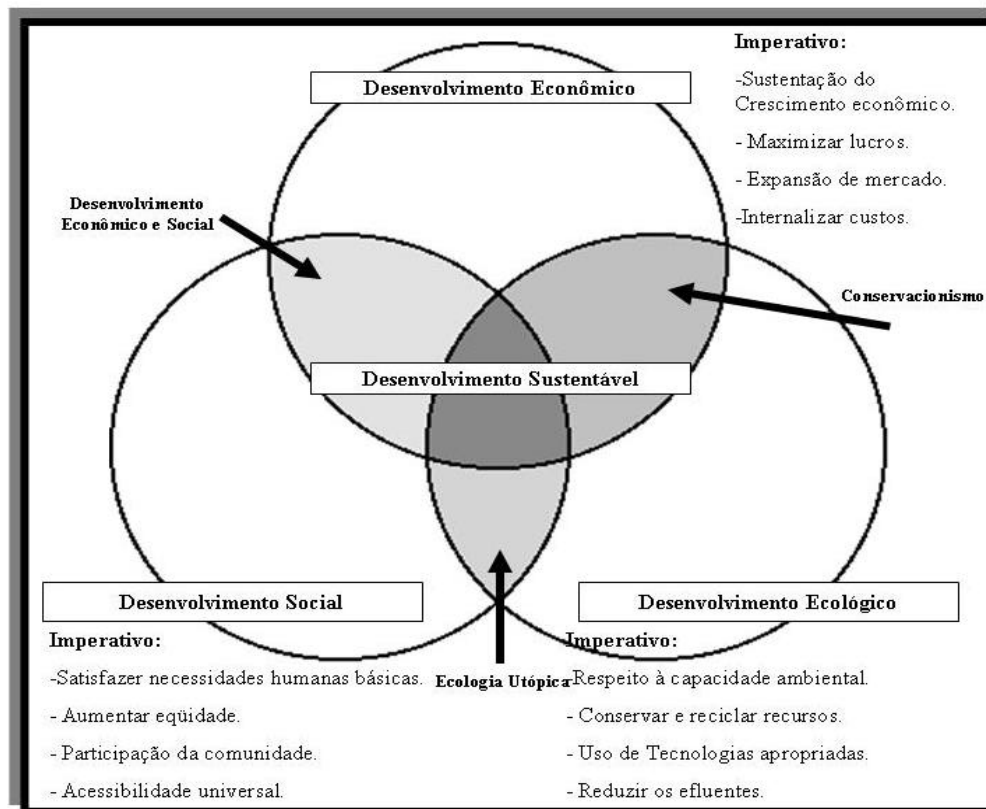 Imperativo:
Desenvolvimento Econômico
-Sustentação do
Crescimento econômico.
- Maximizar lucros.
- Expansão de mercado.
-Internalizar custos.
Desenvolvimento
Econômico e Social
Conservacionismo
Desenvolvimento Sustentável
Desenvolvimento Social
Desenvolvimento Ecológico
Imperativo:
-Satisfazer necessidades humanas básicas.
- Aumentar eqüidade.
- Participação da comunidade.
- Acessibilidade universal.
Ecologia Utópica
Imperativo:
-Respeito à capacidade ambiental.
- Conservar e reciclar recursos.
- Uso de Tecnologias apropriadas.
- Reduzir os efluentes.